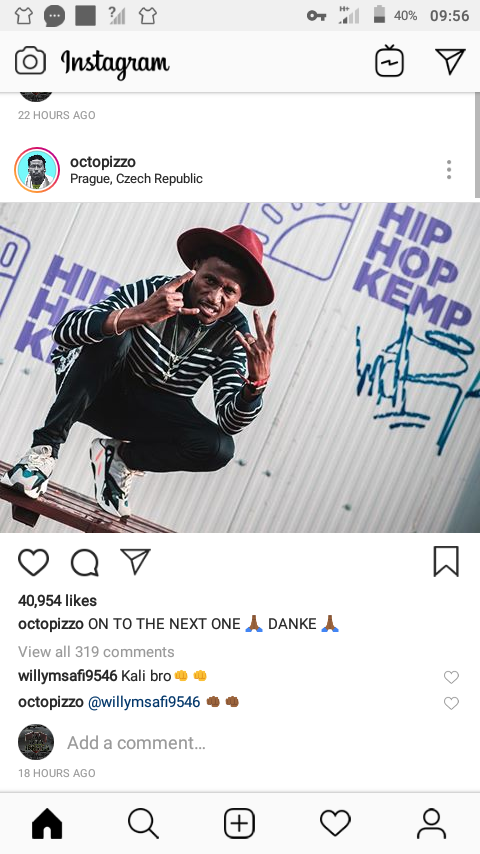 40% 09:56
Instagram
22 HOURS AGO
octopizzo
Prague, Czech Republic
HIP
HOP
KEMP
HIP
HOP
KEMP
40,954 likes
octopizzo ON TO THE NEXT ONE 🙏🏾 DANKE 🙏🏾
View all 319 comments
willymsafi9546 Kali bro👊👊
octopizzo @willymsafi9546 👊🏾👊🏾
Add a comment...
18 HOURS AGO